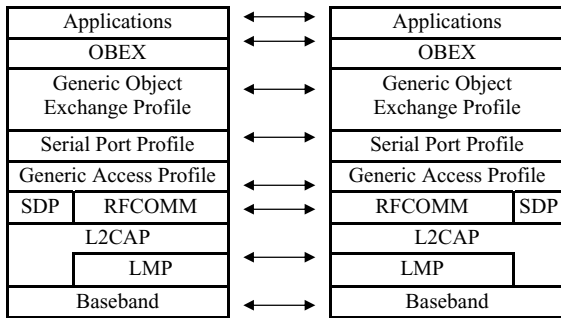 Applications
OBEX
Generic Object
Exchange Profile
Serial Port Profile
Generic Access Profile
SDP RFCOMM
L2CAP
LMP
Baseband
Applications
OBEX
Generic Object
Exchange Profile
Serial Port Profile
Generic Access Profile
RFCOMM SDP
L2CAP
LMP
Baseband